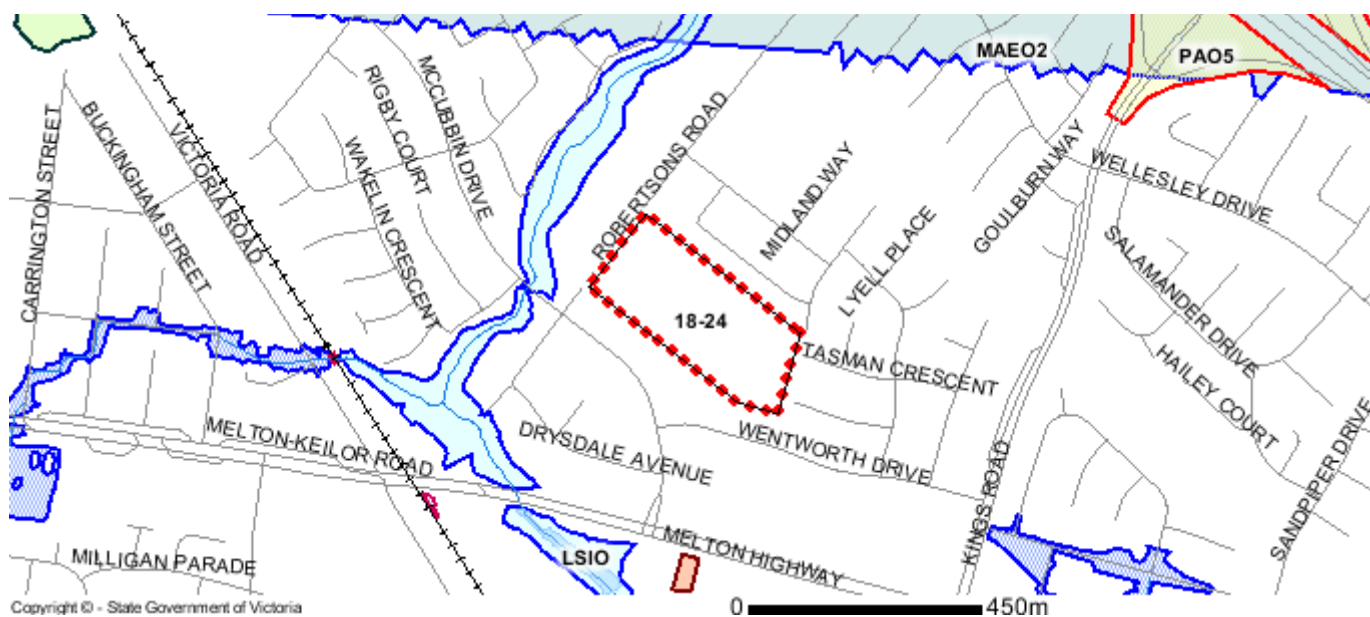 MAEO2
PAO5
CARRINGTON STREET
BUCKINGHAM STREET
VICTORIA ROAD
RIGBY COURT
MCCUBBIN DRIVE
WAKELIN CRESCENT
ROBERTSONS ROAD
MIDLAND WAY
LYELL PLACE
GOULBURN WAY
WELLESLEY DRIVE
SALAMANDER DRIVE
HAILEY COURT
SANDPIPER DRIVE
18-24
TASMAN CRESCENT
WENTWORTH DRIVE
DRYSDALE AVENUE
KINGS ROAD
MELTON-KEILOR ROAD
MELTON HIGHWAY
MILLIGAN PARADE
LSIO
Copyright © - State Government of Victoria
0 450m